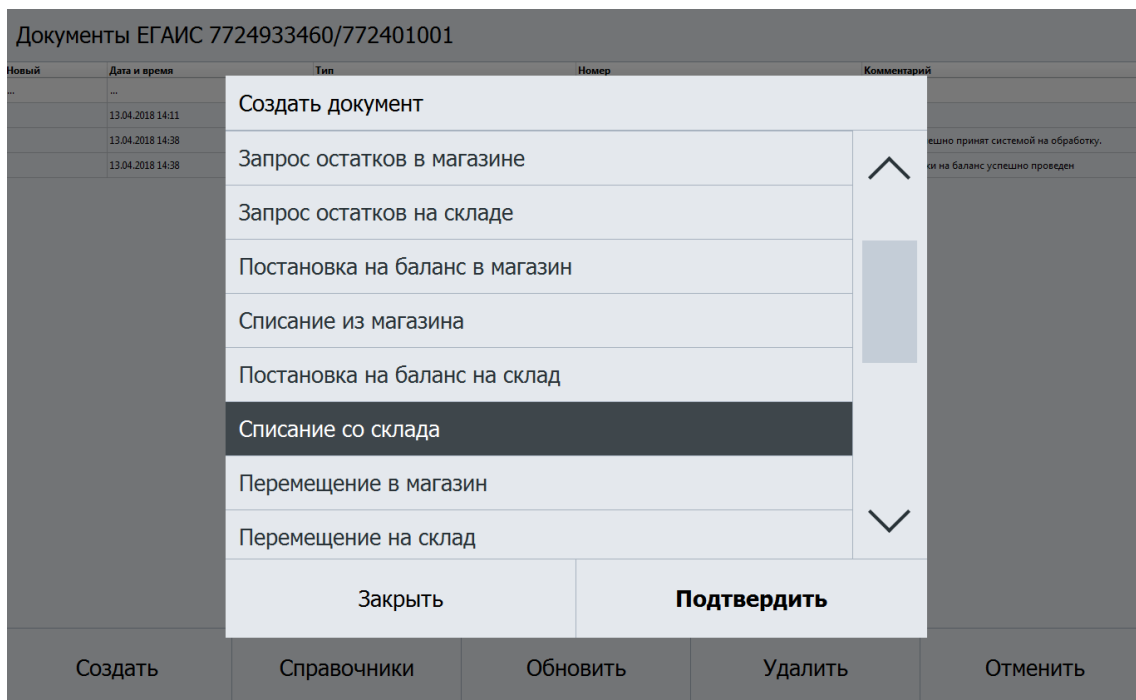 Документы ЕГАИС 7724933460/772401001
Новый Дата и время Тип Номер Комментарий
... ...
13.04.2018 14:11
13.04.2018 14:38 принят системой на обработку.
13.04.2018 14:38 на баланс успешно проведен
Создать документ
Запрос остатков в магазине
Запрос остатков на складе
Постановка на баланс в магазин
Списание из магазина
Постановка на баланс на склад
Списание со склада
Перемещение в магазин
Перемещение на склад
Закрыть Подтвердить
Создать Справочники Обновить Удалить Отменить